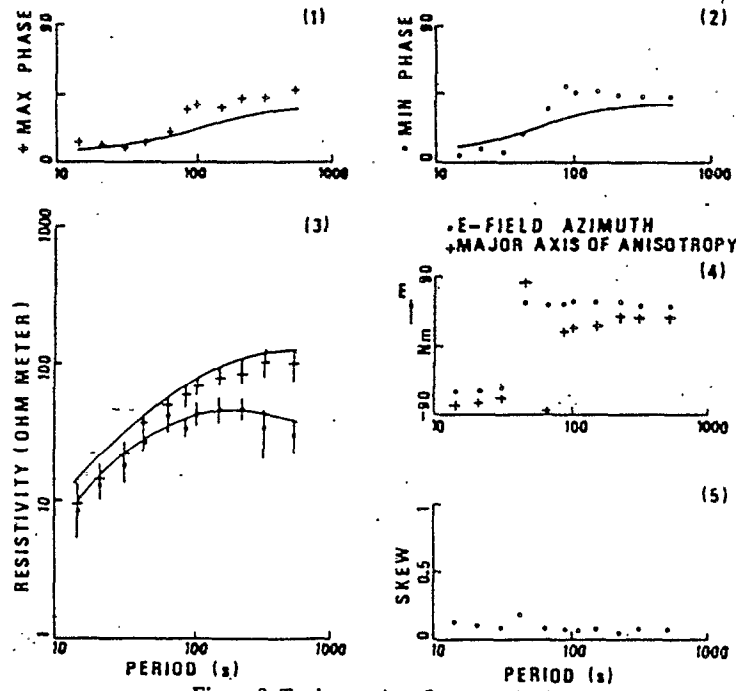 (1)
+ MAX PHASE
90
0
10 100 1000
(2)
• MIN PHASE
90
0
10 100 1000
(3)
RESISTIVITY (OHM METER)
1000
100
10
1
10 100 1000
PERIOD (s)
• E-FIELD AZIMUTH
+ MAJOR AXIS OF ANISOTROPY
(4)
90
E
Nm
-90
10 100 1000
(5)
SKEW
1
0.5
0
10 100 1000
PERIOD (s)